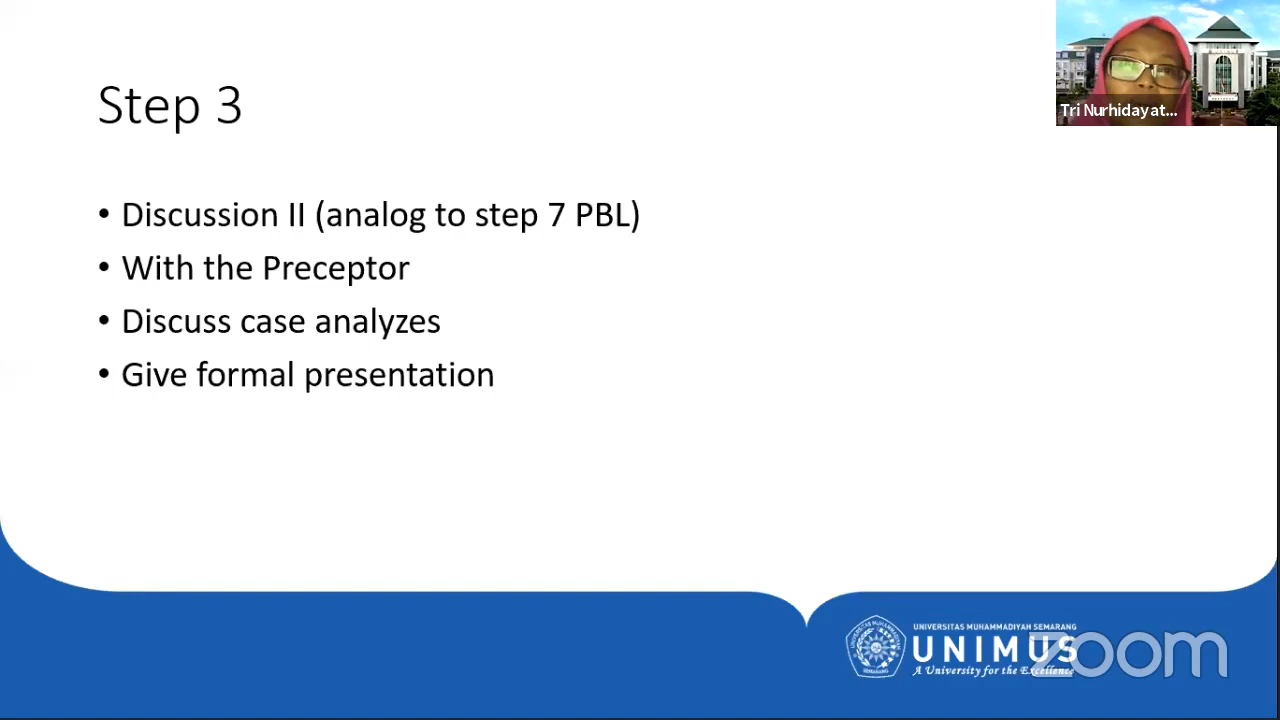 Step 3
Tri Nurhidayat...
• Discussion II (analog to step 7 PBL)
• With the Preceptor
• Discuss case analyzes
• Give formal presentation
UNIVERSITAS MUHAMMADIYAH SEMARANG
UNIMUS
A University for the Excellence
zoom